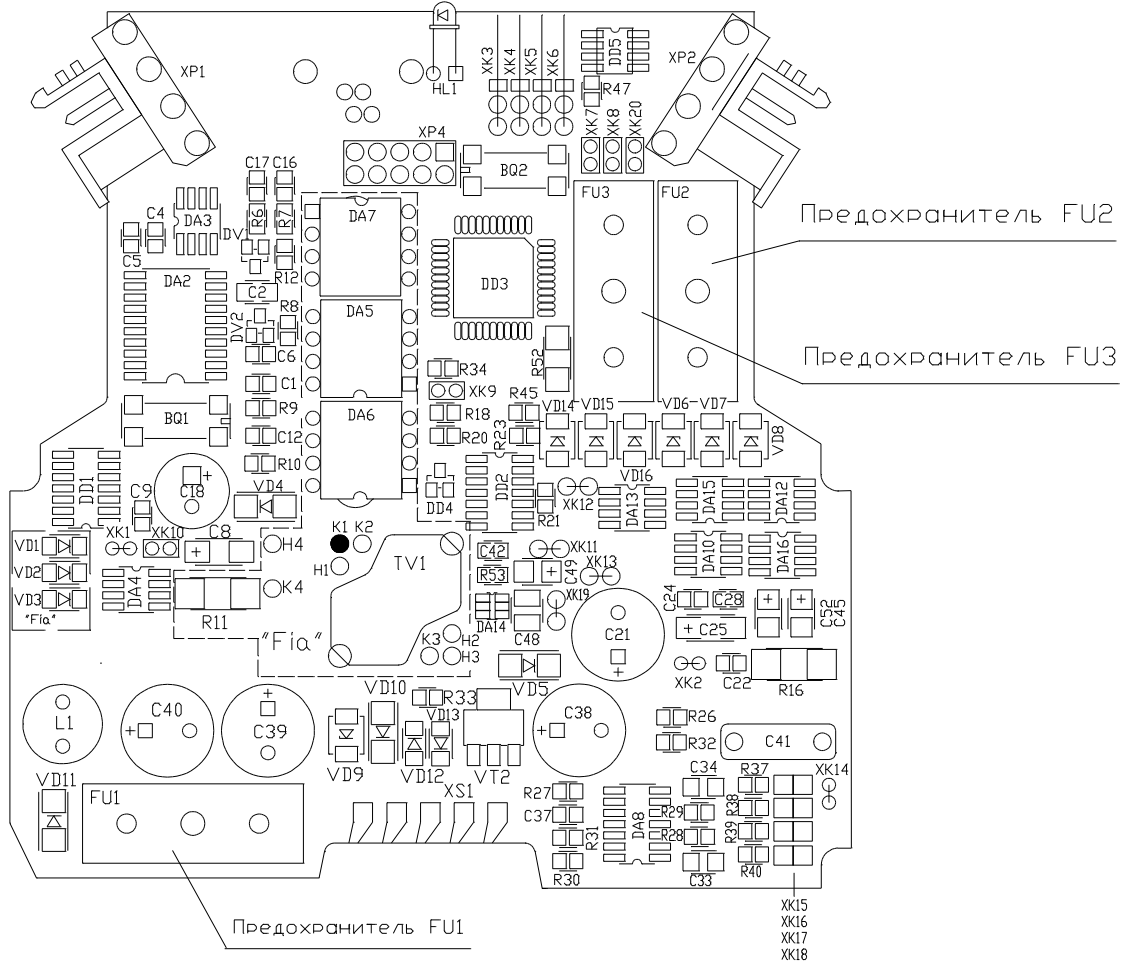 XP1
HL1
XK3
XK4
XK5
XK6
DD5
XP2
R47
XK7
XK8
XK20
XP4
BQ2
C17
C16
C4
DA3
R6
R7
C5
R12
DA7
FU3
FU2
Предохранитель FU2
DA2
C2
DD3
R8
DV2
DA5
C6
R52
Предохранитель FU3
C1
R34
XK9
R9
DA6
R18
R45
VD14
VD15
VD6
VD7
BQ1
C12
R20
R23
VD8
R10
DD1
C18
VD4
DD4
DD2
VD16
C9
R21
XK12
DA13
DA15
DA12
VD1
XK1
XK10
C8
H4
K1
K2
C42
XK11
DA10
DA16
VD2
H1
TV1
R53
C49
XK13
VD3
DA4
K4
XK19
C24
C28
"Fia"
R11
DA14
C48
C21
C25
C52
C45
"Fia"
K3
H2
H3
VD5
XK2
C22
R16
L1
C40
C39
VD10
R33
VD13
C38
R26
R32
C41
VD9
VD12
VT2
VD11
FU1
XS1
R27
C34
R37
XK14
C37
R29
R38
R31
DA8
R28
R39
R30
C33
R40
XK15
XK16
XK17
XK18
Предохранитель FU1